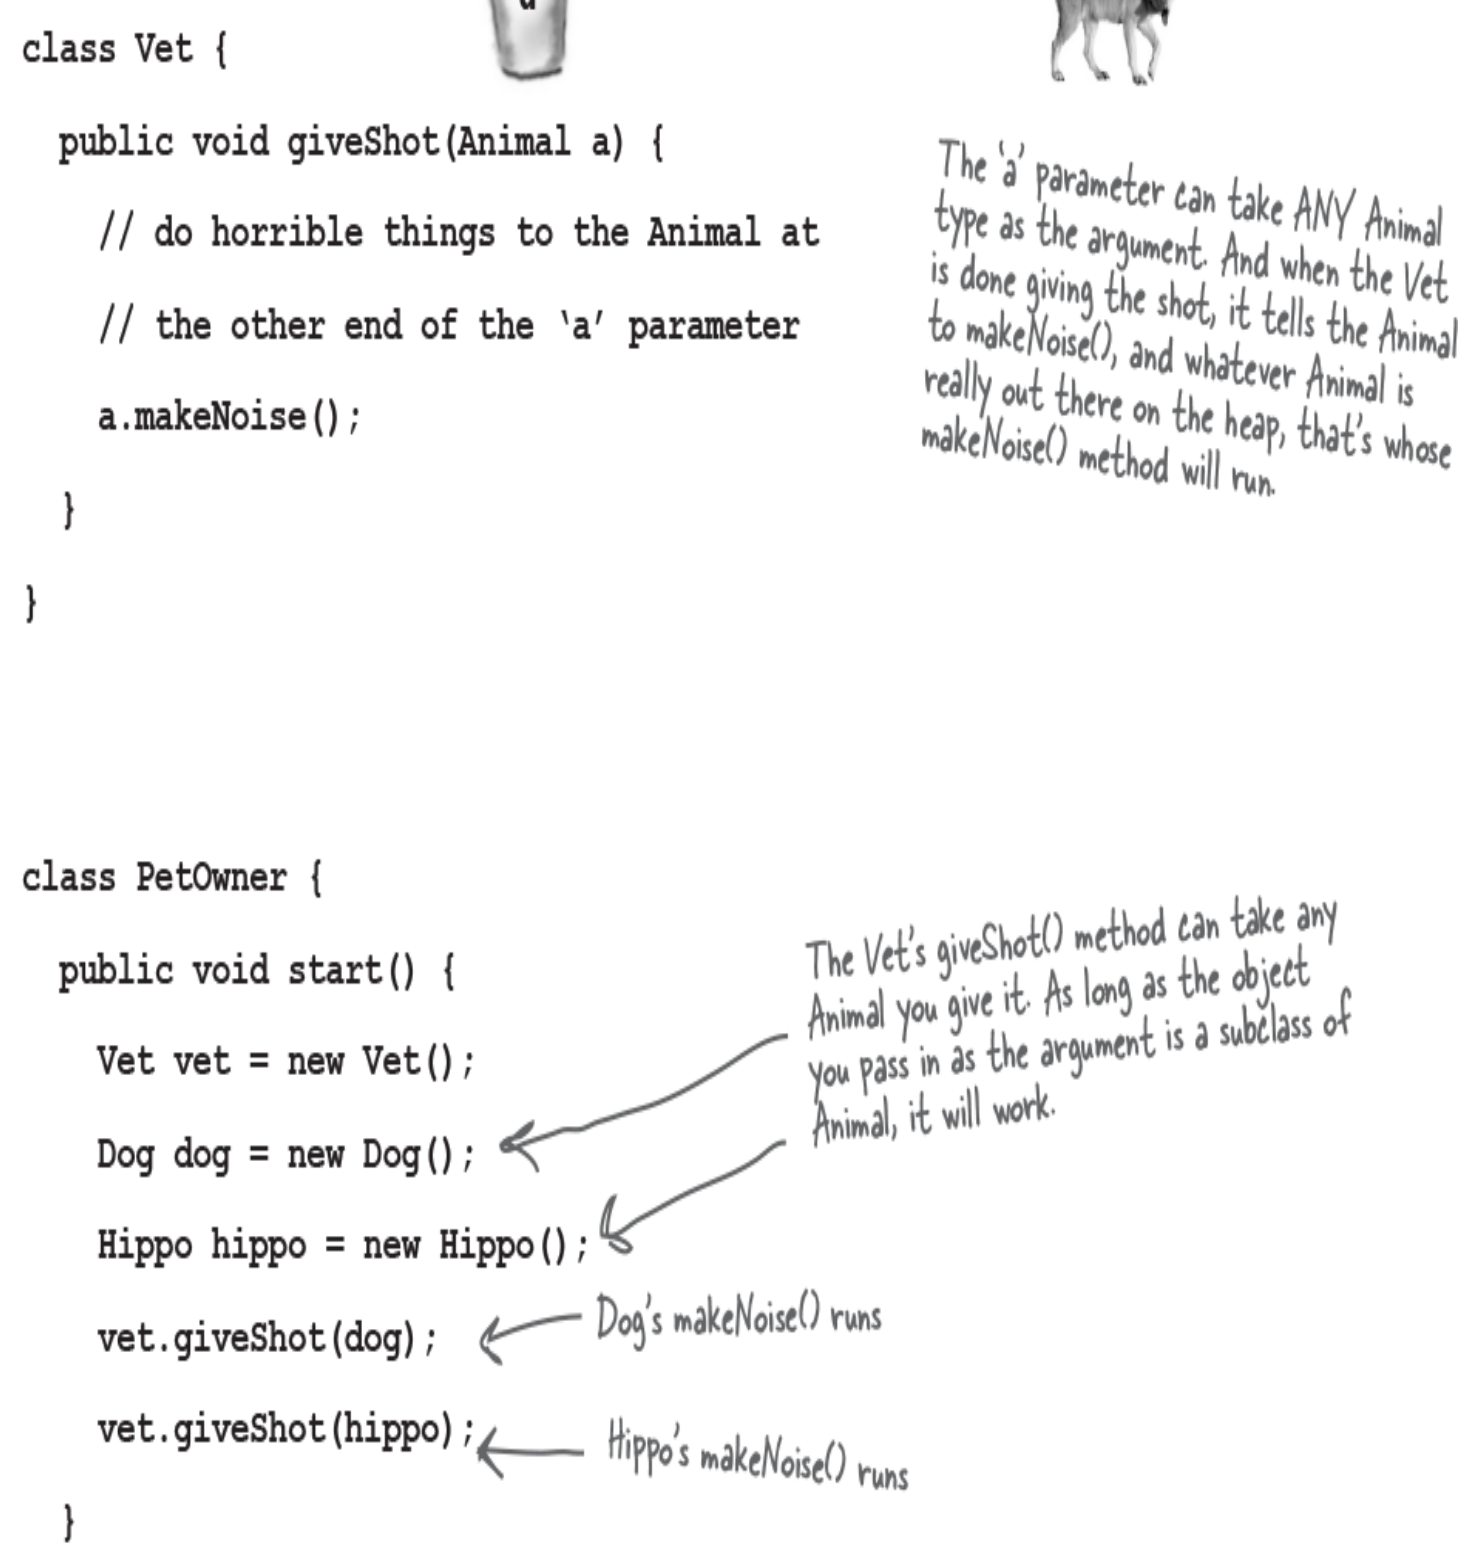 a
class Vet {
public void giveShot(Animal a) {
// do horrible things to the Animal at
// the other end of the ‘a’ parameter
a.makeNoise();
}
}
The ‘a’ parameter can take ANY Animal
type as the argument. And when the Vet
is done giving the shot, it tells the Animal
to makeNoise(), and whatever Animal is
really out there on the heap, that's whose
makeNoise() method will run.
class PetOwner {
public void start() {
Vet vet = new Vet();
Dog dog = new Dog();
Hippo hippo = new Hippo();
vet.giveShot(dog);
vet.giveShot(hippo);
}
The Vet's giveShot() method can take any
Animal you give it. As long as the object
you pass in as the argument is a subclass of
Animal, it will work.
Dog's makeNoise() runs
Hippo's makeNoise() runs